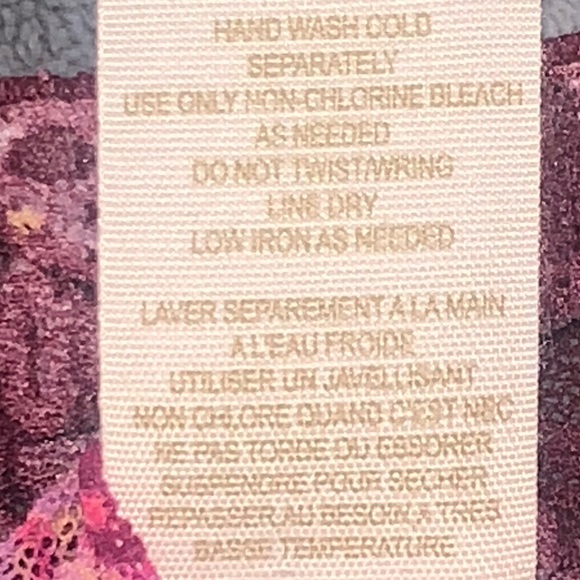 HAND WASH COLD
SEPARATELY
USE ONLY NON-CHLORINE BLEACH
AS NEEDED
DO NOT TWIST/WRING
LINE DRY
LOW IRON AS NEEDED
LAVER SEPAREMENT A LA MAIN
A L'EAU FROIDE
UTILISER UN JAVELLISANT
NON CHLORE QUAND C'EST NEC
NE PAS TORDE OU ESSORER
SUSPENDRE POUR SECHER
REPASSER AU BESOIN A TRES
BASSE TEMPERATURE